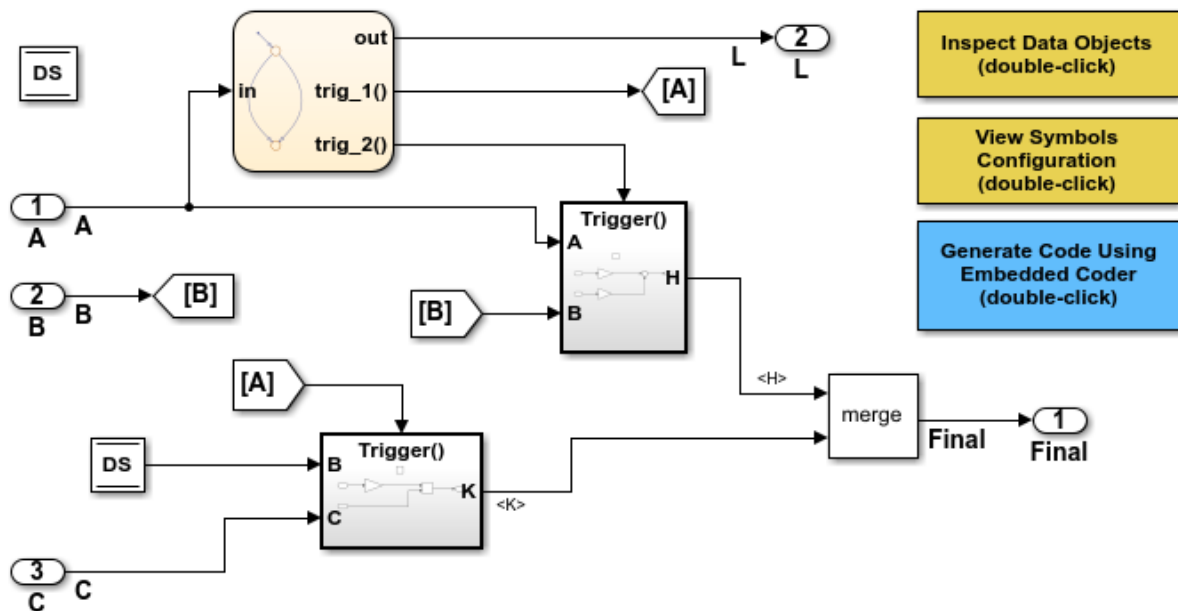 DS
in
out
trig_1()
trig_2()
[A]
L
2
L
Inspect Data Objects
(double-click)
View Symbols
Configuration
(double-click)
Generate Code Using
Embedded Coder
(double-click)
1
A
A
2
B
B
[B]
Trigger()
A
B
H
[B]
<H>
[A]
DS
Trigger()
B
C
K
<K>
3
C
C
merge
Final
1
Final